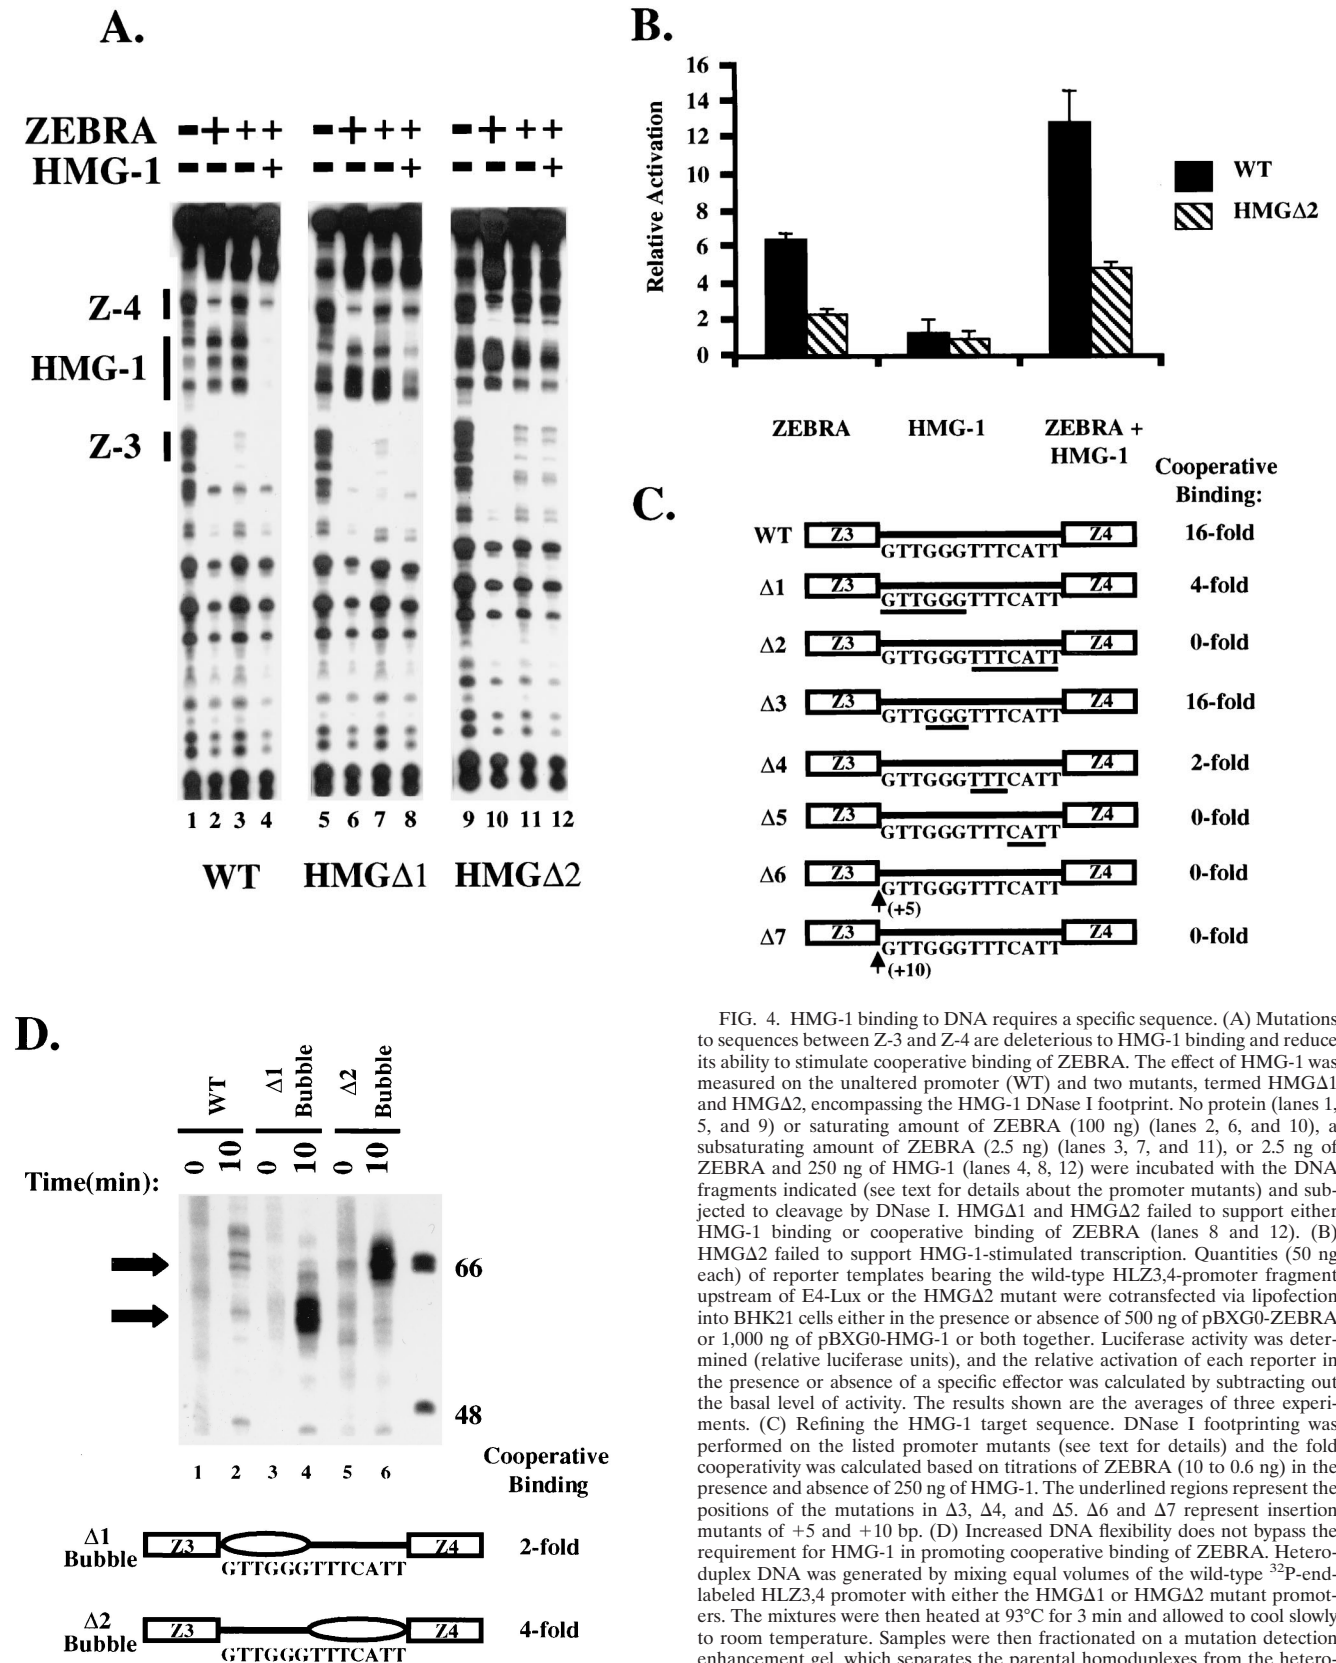 A.
ZEBRA - + + + - + + + - + + +
HMG-1 - - - + - - - + - - - +
Z-4
HMG-1
Z-3
1 2 3 4 5 6 7 8 9 10 11 12
WT HMGΔ1 HMGΔ2
B.
Relative Activation
16
14
12
10
8
6
4
2
0
WT
HMGΔ2
ZEBRA HMG-1 ZEBRA +
HMG-1
C.
Cooperative
Binding:
WT Z3 Z4 16-fold
GTTGGGTTTCATT
Δ1 Z3 Z4 4-fold
GTTGGGTTTCATT
Δ2 Z3 Z4 0-fold
GTTGGGTTTCATT
Δ3 Z3 Z4 16-fold
GTTGGGTTTCATT
Δ4 Z3 Z4 2-fold
GTTGGGTTTCATT
Δ5 Z3 Z4 0-fold
GTTGGGTTTCATT
Δ6 Z3 Z4 0-fold
GTTGGGTTTCATT
(+5)
Δ7 Z3 Z4 0-fold
GTTGGGTTTCATT
(+10)
D.
WT Δ1 Bubble Δ2 Bubble
Time(min): 0 10 0 10 0 10
66
48
1 2 3 4 5 6
Cooperative
Binding
Δ1
Bubble Z3 Z4 2-fold
GTTGGGTTTCATT
Δ2
Bubble Z3 Z4 4-fold
GTTGGGTTTCATT
FIG. 4. HMG-1 binding to DNA requires a specific sequence. (A) Mutations
to sequences between Z-3 and Z-4 are deleterious to HMG-1 binding and reduce
its ability to stimulate cooperative binding of ZEBRA. The effect of HMG-1 was
measured on the unaltered promoter (WT) and two mutants, termed HMGΔ1
and HMGΔ2, encompassing the HMG-1 DNase I footprint. No protein (lanes 1,
5, and 9) or saturating amount of ZEBRA (100 ng) (lanes 2, 6, and 10), a
subsaturating amount of ZEBRA (2.5 ng) (lanes 3, 7, and 11), or 2.5 ng of
ZEBRA and 250 ng of HMG-1 (lanes 4, 8, 12) were incubated with the DNA
fragments indicated (see text for details about the promoter mutants) and sub-
jected to cleavage by DNase I. HMGΔ1 and HMGΔ2 failed to support either
HMG-1 binding or cooperative binding of ZEBRA (lanes 8 and 12). (B)
HMGΔ2 failed to support HMG-1-stimulated transcription. Quantities (50 ng
each) of reporter templates bearing the wild-type HLZ3,4-promoter fragment
upstream of E4-Lux or the HMGΔ2 mutant were cotransfected via lipofection
into BHK21 cells either in the presence or absence of 500 ng of pBXG0-ZEBRA
or 1,000 ng of pBXG0-HMG-1 or both together. Luciferase activity was deter-
mined (relative luciferase units), and the relative activation of each reporter in
the presence or absence of a specific effector was calculated by subtracting out
the basal level of activity. The results shown are the averages of three experi-
ments. (C) Refining the HMG-1 target sequence. DNase I footprinting was
performed on the listed promoter mutants (see text for details) and the fold
cooperativity was calculated based on titrations of ZEBRA (10 to 0.6 ng) in the
presence and absence of 250 ng of HMG-1. The underlined regions represent the
positions of the mutations in Δ3, Δ4, and Δ5. Δ6 and Δ7 represent insertion
mutants of +5 and +10 bp. (D) Increased DNA flexibility does not bypass the
requirement for HMG-1 in promoting cooperative binding of ZEBRA. Hetero-
duplex DNA was generated by mixing equal volumes of the wild-type 32P-end-
labeled HLZ3,4 promoter with either the HMGΔ1 or HMGΔ2 mutant promot-
ers. The mixtures were then heated at 93°C for 3 min and allowed to cool slowly
to room temperature. Samples were then fractionated on a mutation detection
enhancement gel, which separates the parental homoduplexes from the hetero-